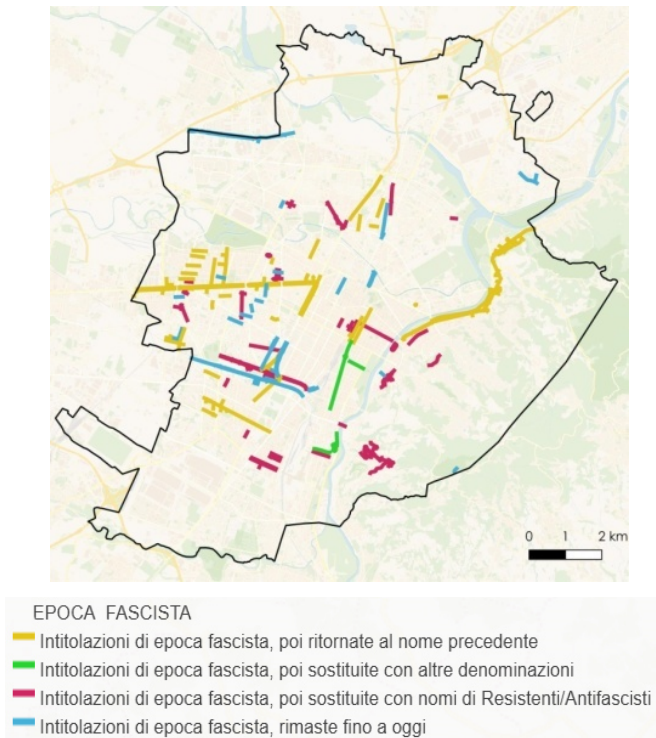 0 1 2 km
EPOCA FASCISTA
Intitolazioni di epoca fascista, poi ritornate al nome precedente
Intitolazioni di epoca fascista, poi sostituite con altre denominazioni
Intitolazioni di epoca fascista, poi sostituite con nomi di Resistenti/Antifascisti
Intitolazioni di epoca fascista, rimaste fino a oggi